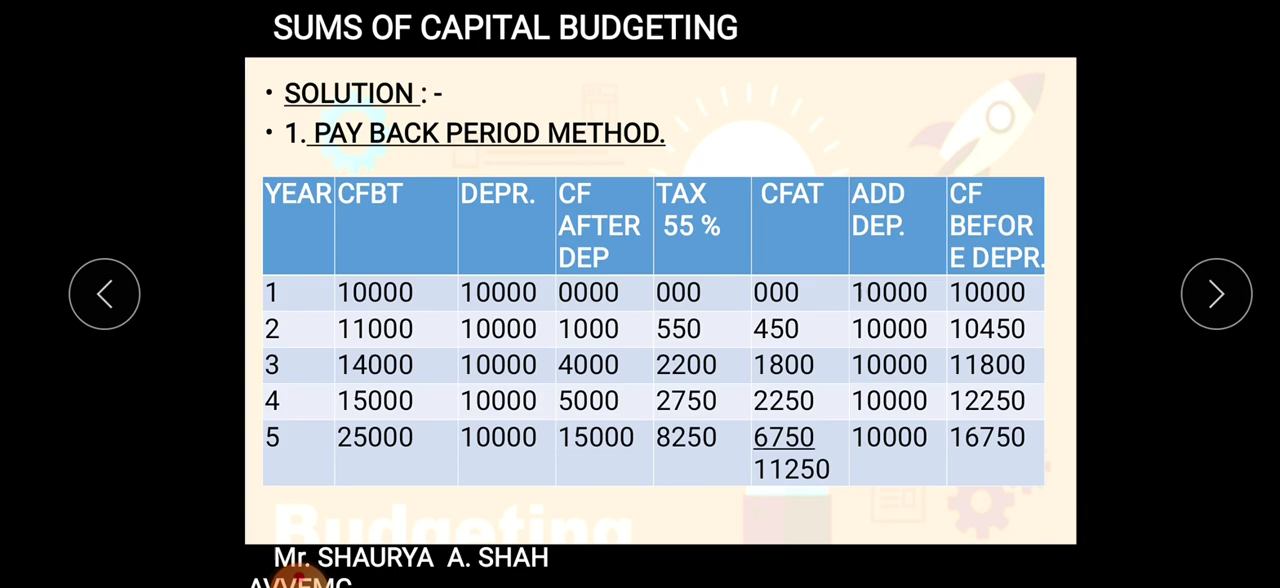 SUMS OF CAPITAL BUDGETING
• SOLUTION : -
• 1. PAY BACK PERIOD METHOD.
YEAR CFBT DEPR. CF AFTER DEP TAX 55 % CFAT ADD DEP. CF BEFOR E DEPR.
1 10000 10000 0000 000 000 10000 10000
2 11000 10000 1000 550 450 10000 10450
3 14000 10000 4000 2200 1800 10000 11800
4 15000 10000 5000 2750 2250 10000 12250
5 25000 10000 15000 8250 6750 10000 16750
11250
Budgeting
Mr. SHAURYA A. SHAH
AVVEMC